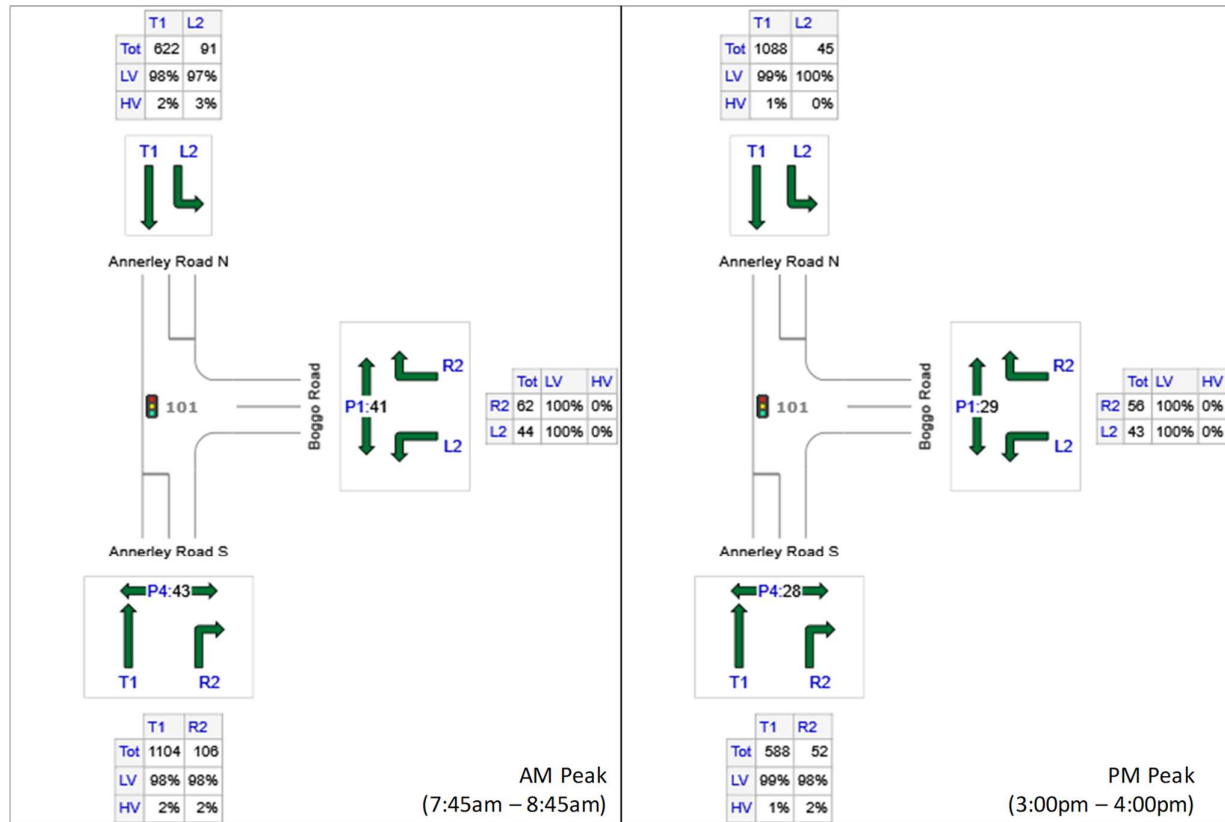 T1 L2
Tot 622 91
LV 98% 97%
HV 2% 3%
T1 L2
Annerley Road N
101
Boggo Road
P1:41
R2
L2
Tot LV HV
R2 62 100% 0%
L2 44 100% 0%
Annerley Road S
P4:43
T1 R2
T1 R2
Tot 1104 106
LV 98% 98%
HV 2% 2%
AM Peak
(7:45am – 8:45am)
T1 L2
Tot 1088 45
LV 99% 100%
HV 1% 0%
T1 L2
Annerley Road N
101
Boggo Road
P1:29
R2
L2
Tot LV HV
R2 56 100% 0%
L2 43 100% 0%
Annerley Road S
P4:28
T1 R2
T1 R2
Tot 588 52
LV 99% 98%
HV 1% 2%
PM Peak
(3:00pm – 4:00pm)